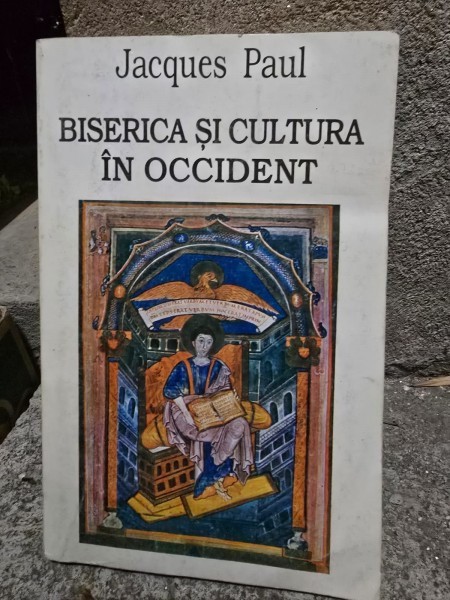 Jacques Paul
BISERICA ȘI CULTURA
ÎN OCCIDENT